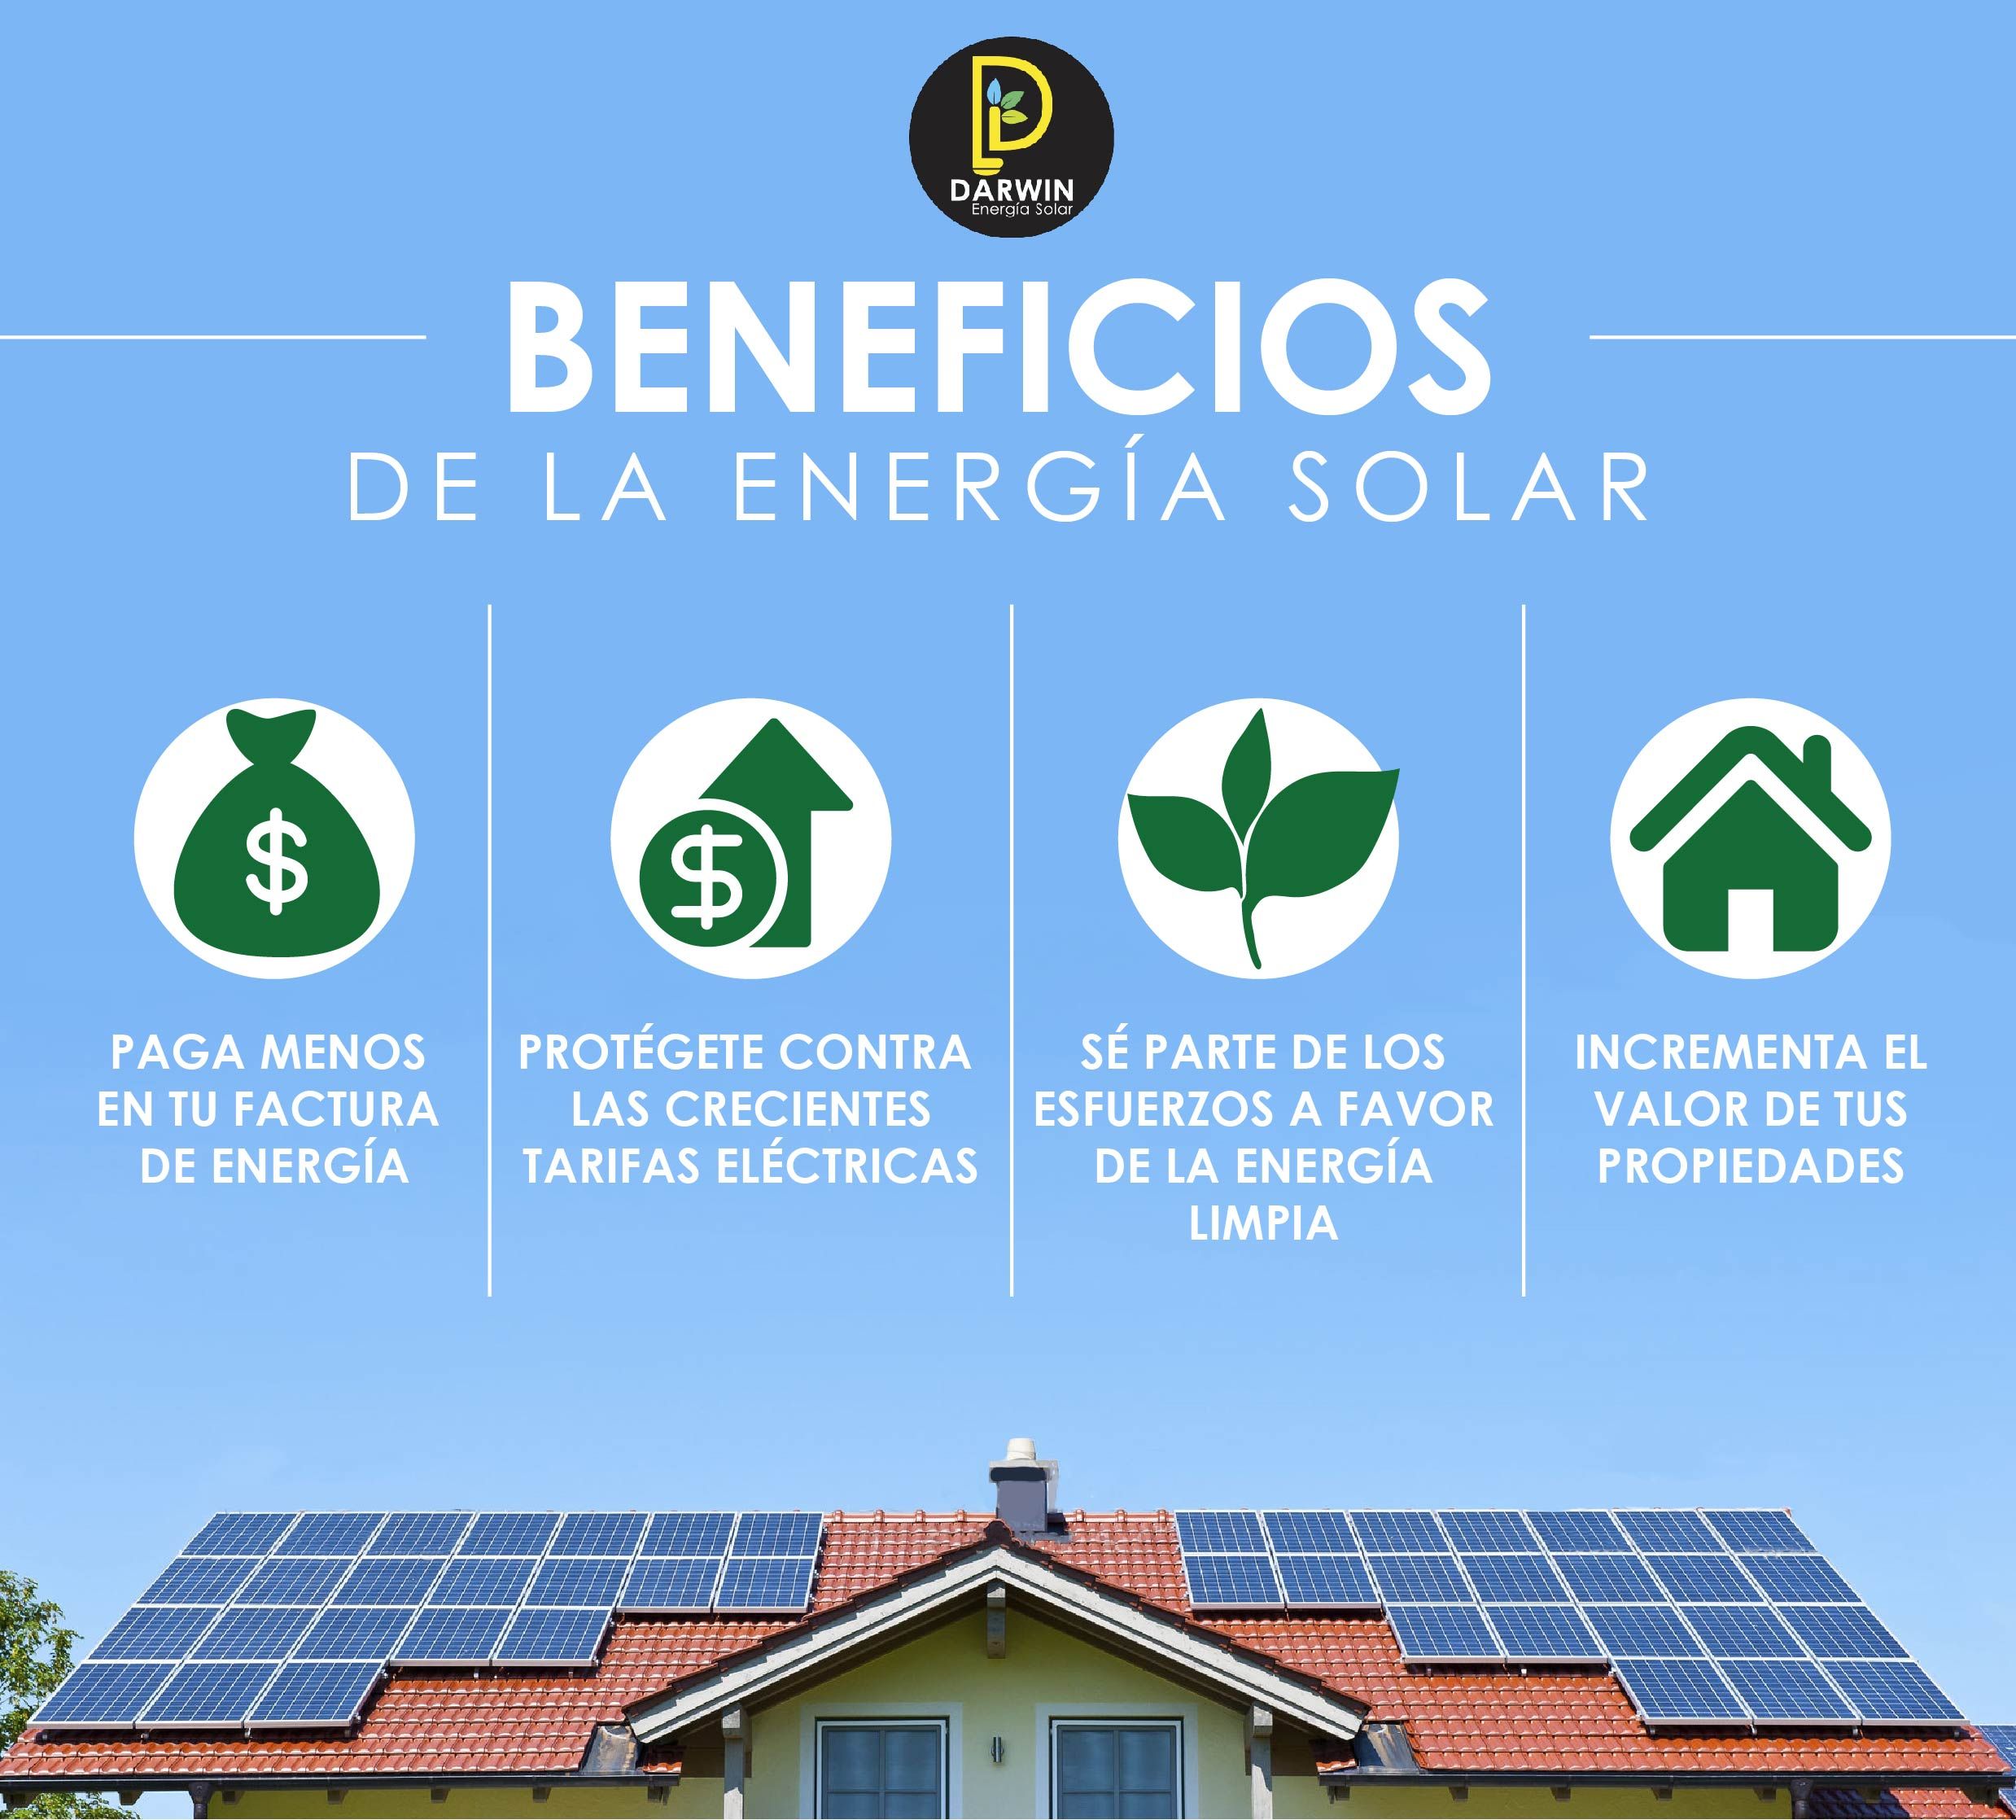 DARWIN
Energía Solar
BENEFICIOS
DE LA ENERGÍA SOLAR
$
PAGA MENOS
EN TU FACTURA
DE ENERGÍA
$
PROTÉGETE CONTRA
LAS CRECIENTES
TARIFAS ELÉCTRICAS
SÉ PARTE DE LOS
ESFUERZOS A FAVOR
DE LA ENERGÍA
LIMPIA
INCREMENTA EL
VALOR DE TUS
PROPIEDADES